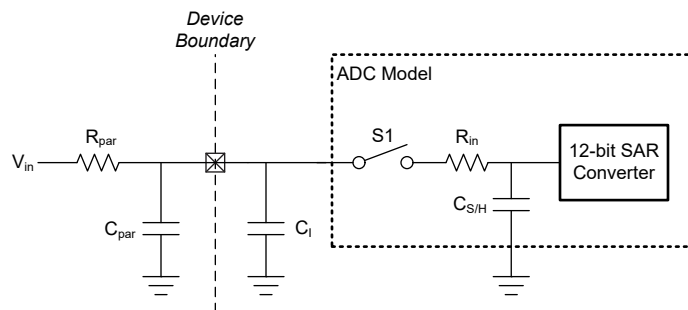 Device
Boundary
ADC Model
R_par
S1
R_in
V_in
12-bit SAR
Converter
C_par
C_I
C_S/H